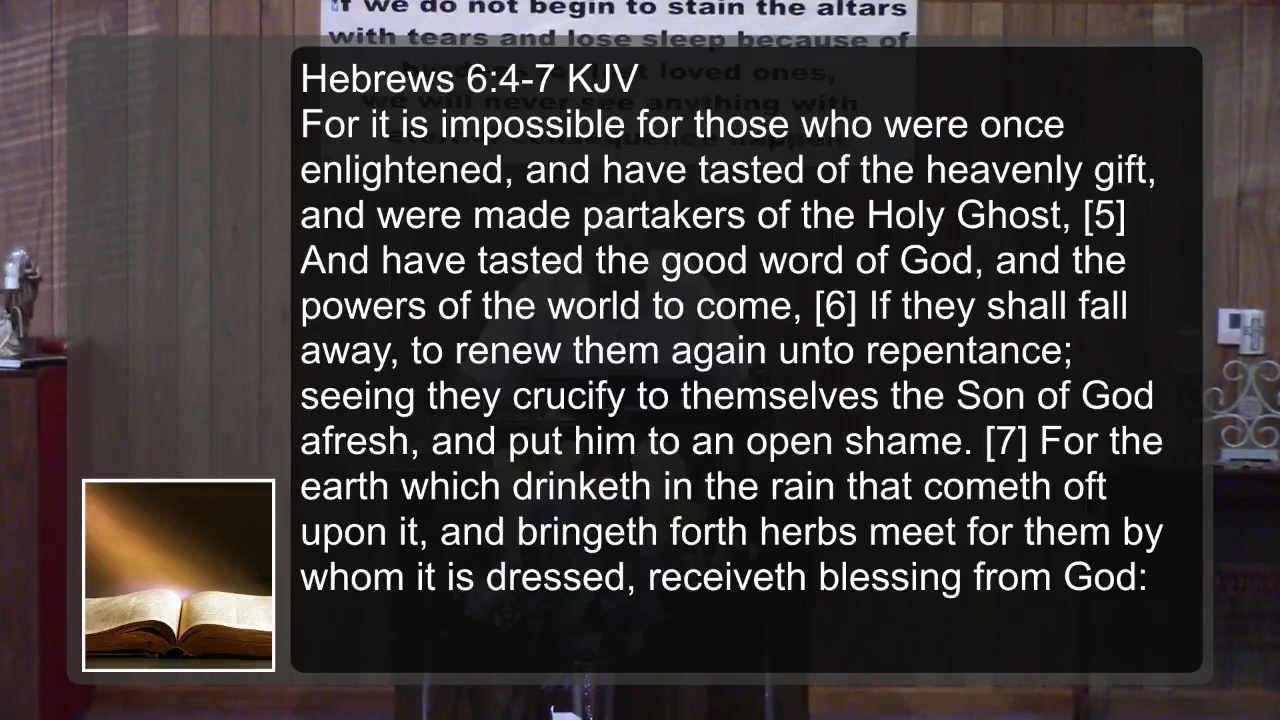 if we do not begin to stain the altars
with tears and lose sleep because of
loved ones,
we will never see anything with
Hebrews 6:4-7 KJV
For it is impossible for those who were once
enlightened, and have tasted of the heavenly gift,
and were made partakers of the Holy Ghost, [5]
And have tasted the good word of God, and the
powers of the world to come, [6] If they shall fall
away, to renew them again unto repentance;
seeing they crucify to themselves the Son of God
afresh, and put him to an open shame. [7] For the
earth which drinketh in the rain that cometh oft
upon it, and bringeth forth herbs meet for them by
whom it is dressed, receiveth blessing from God: